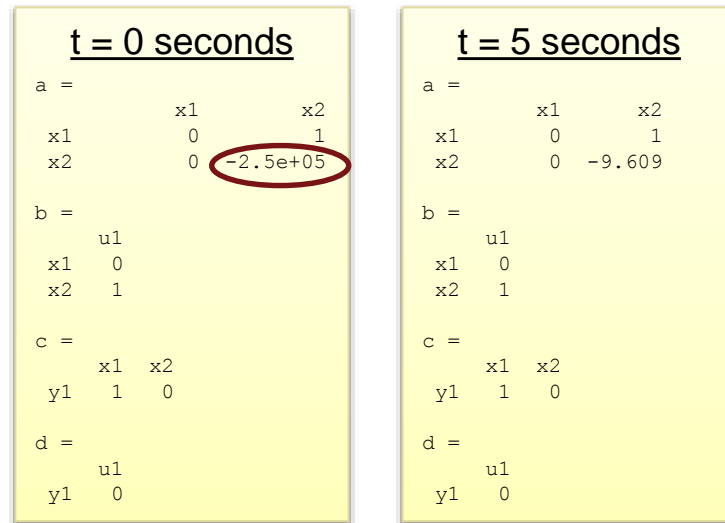 t = 0 seconds
a =
x1 x2
x1 0 1
x2 0 -2.5e+05
b =
u1
x1 0
x2 1
c =
x1 x2
y1 1 0
d =
u1
y1 0
t = 5 seconds
a =
x1 x2
x1 0 1
x2 0 -9.609
b =
u1
x1 0
x2 1
c =
x1 x2
y1 1 0
d =
u1
y1 0